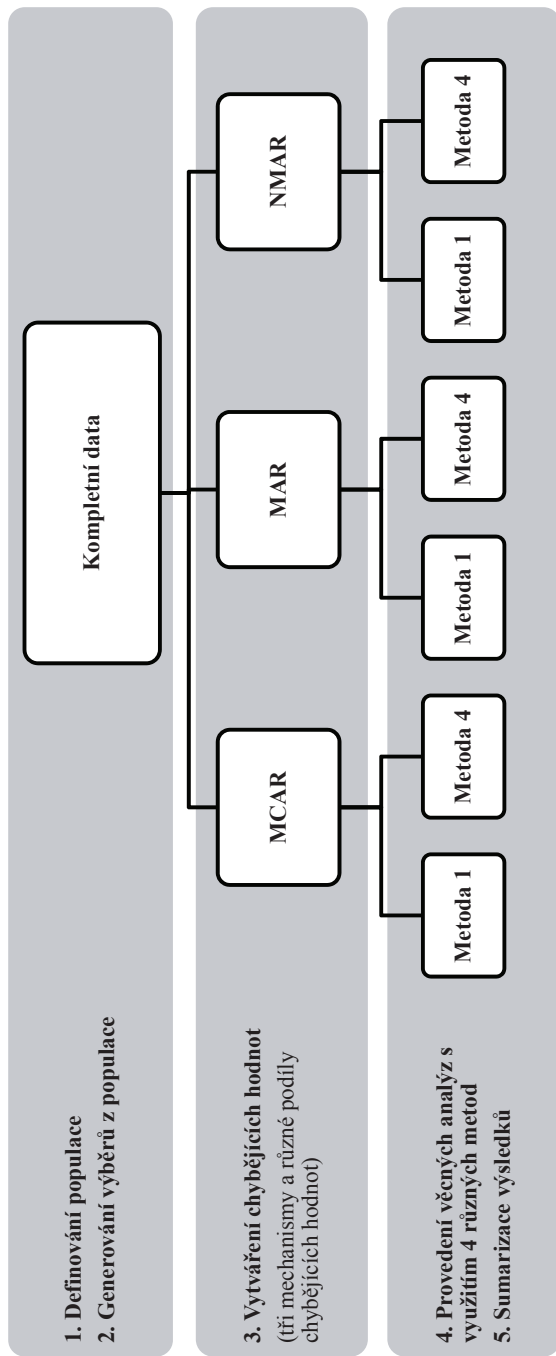 1. Definování populace
2. Generování výběrů z populace
Kompletní data
3. Vytváření chybějících hodnot
(tři mechanismy a různé podíly
chybějících hodnot)
MCAR
MAR
NMAR
4. Provedení věcných analýz s
využitím 4 různých metod
5. Sumarizace výsledků
Metoda 1
Metoda 4
Metoda 1
Metoda 4
Metoda 1
Metoda 4